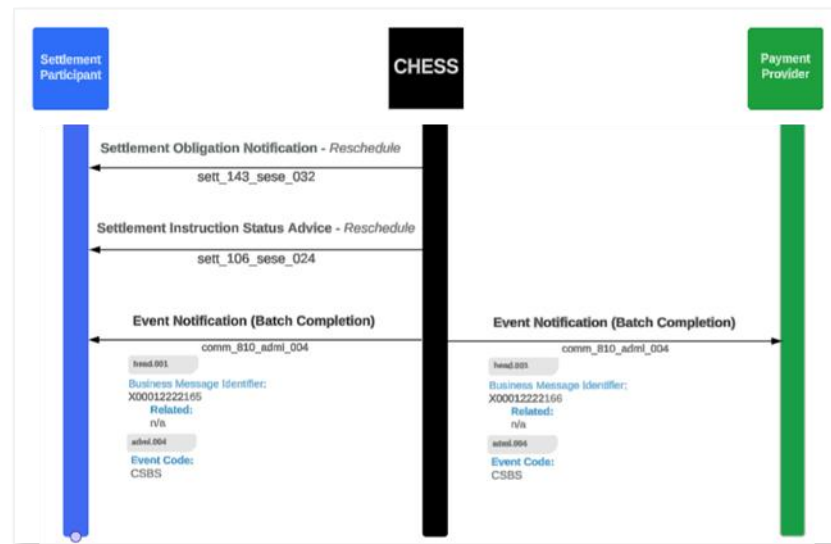 Settlement
Participant
CHESS
Payment
Provider
Settlement Obligation Notification - Reschedule
sett_143_sese_032
Settlement Instruction Status Advice - Reschedule
sett_106_sese_024
Event Notification (Batch Completion)
comm_810_admi_004
head.001
Business Message Identifier:
X00012222165
Related:
n/a
admi.004
Event Code:
CSBS
Event Notification (Batch Completion)
comm_810_admi_004
head.001
Business Message Identifier:
X00012222166
Related:
n/a
admi.004
Event Code:
CSBS